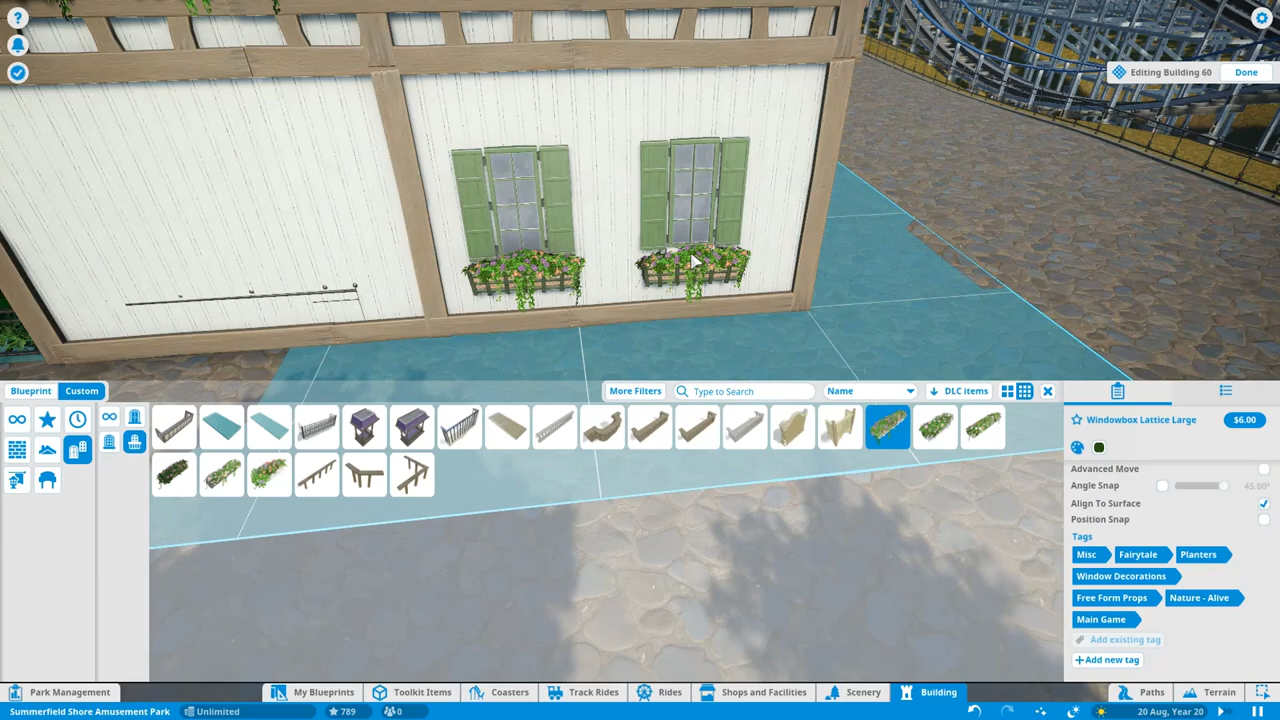 ?
Editing Building 60
Done
Blueprint
Custom
More Filters
Type to Search
Name
DLC items
Windowbox Lattice Large
$6.00
Advanced Move
Angle Snap
45.00°
Align To Surface
Position Snap
Tags
Misc
Fairytale
Planters
Window Decorations
Free Form Props
Nature - Alive
Main Game
Add existing tag
+Add new tag
Park Management
My Blueprints
Toolkit Items
Coasters
Track Rides
Rides
Shops and Facilities
Scenery
Building
Paths
Terrain
Summerfield Shore Amusement Park
Unlimited
789
0
20 Aug, Year 20